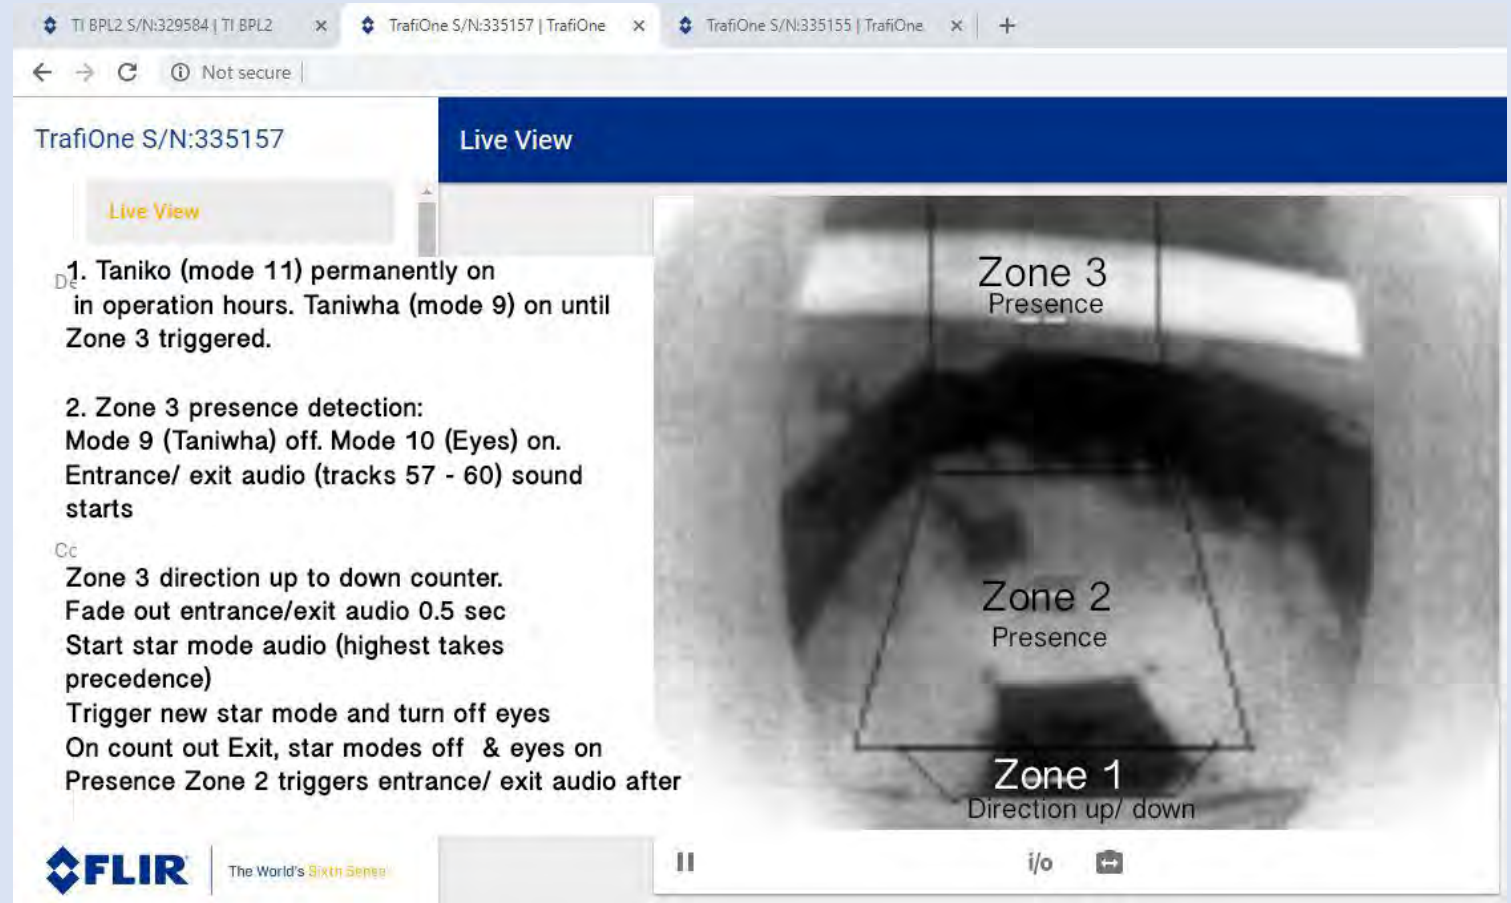 TI BPL2 S/N:329584 | TI BPL2
TrafiOne S/N:335157 | TrafiOne
TrafiOne S/N:335155 | TrafiOne
Not secure
TrafiOne S/N:335157
Live View
Live View
De
1. Taniko (mode 11) permanently on
in operation hours. Taniwha (mode 9) on until
Zone 3 triggered.
2. Zone 3 presence detection:
Mode 9 (Taniwha) off. Mode 10 (Eyes) on.
Entrance/ exit audio (tracks 57 - 60) sound
starts
Cc
Zone 3 direction up to down counter.
Fade out entrance/exit audio 0.5 sec
Start star mode audio (highest takes
precedence)
Trigger new star mode and turn off eyes
On count out Exit, star modes off & eyes on
Presence Zone 2 triggers entrance/ exit audio after
Zone 3
Presence
Zone 2
Presence
Zone 1
Direction up/ down
i/o
FLIR
The World's Sixth Sense